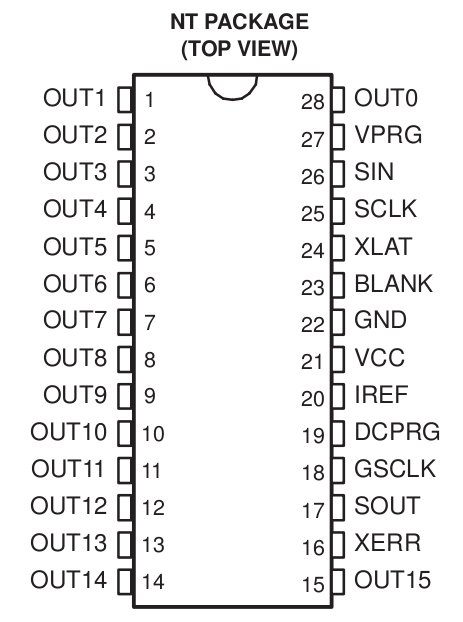 NT PACKAGE
(TOP VIEW)
OUT1 1 28 OUT0
OUT2 2 27 VPRG
OUT3 3 26 SIN
OUT4 4 25 SCLK
OUT5 5 24 XLAT
OUT6 6 23 BLANK
OUT7 7 22 GND
OUT8 8 21 VCC
OUT9 9 20 IREF
OUT10 10 19 DCPRG
OUT11 11 18 GSCLK
OUT12 12 17 SOUT
OUT13 13 16 XERR
OUT14 14 15 OUT15